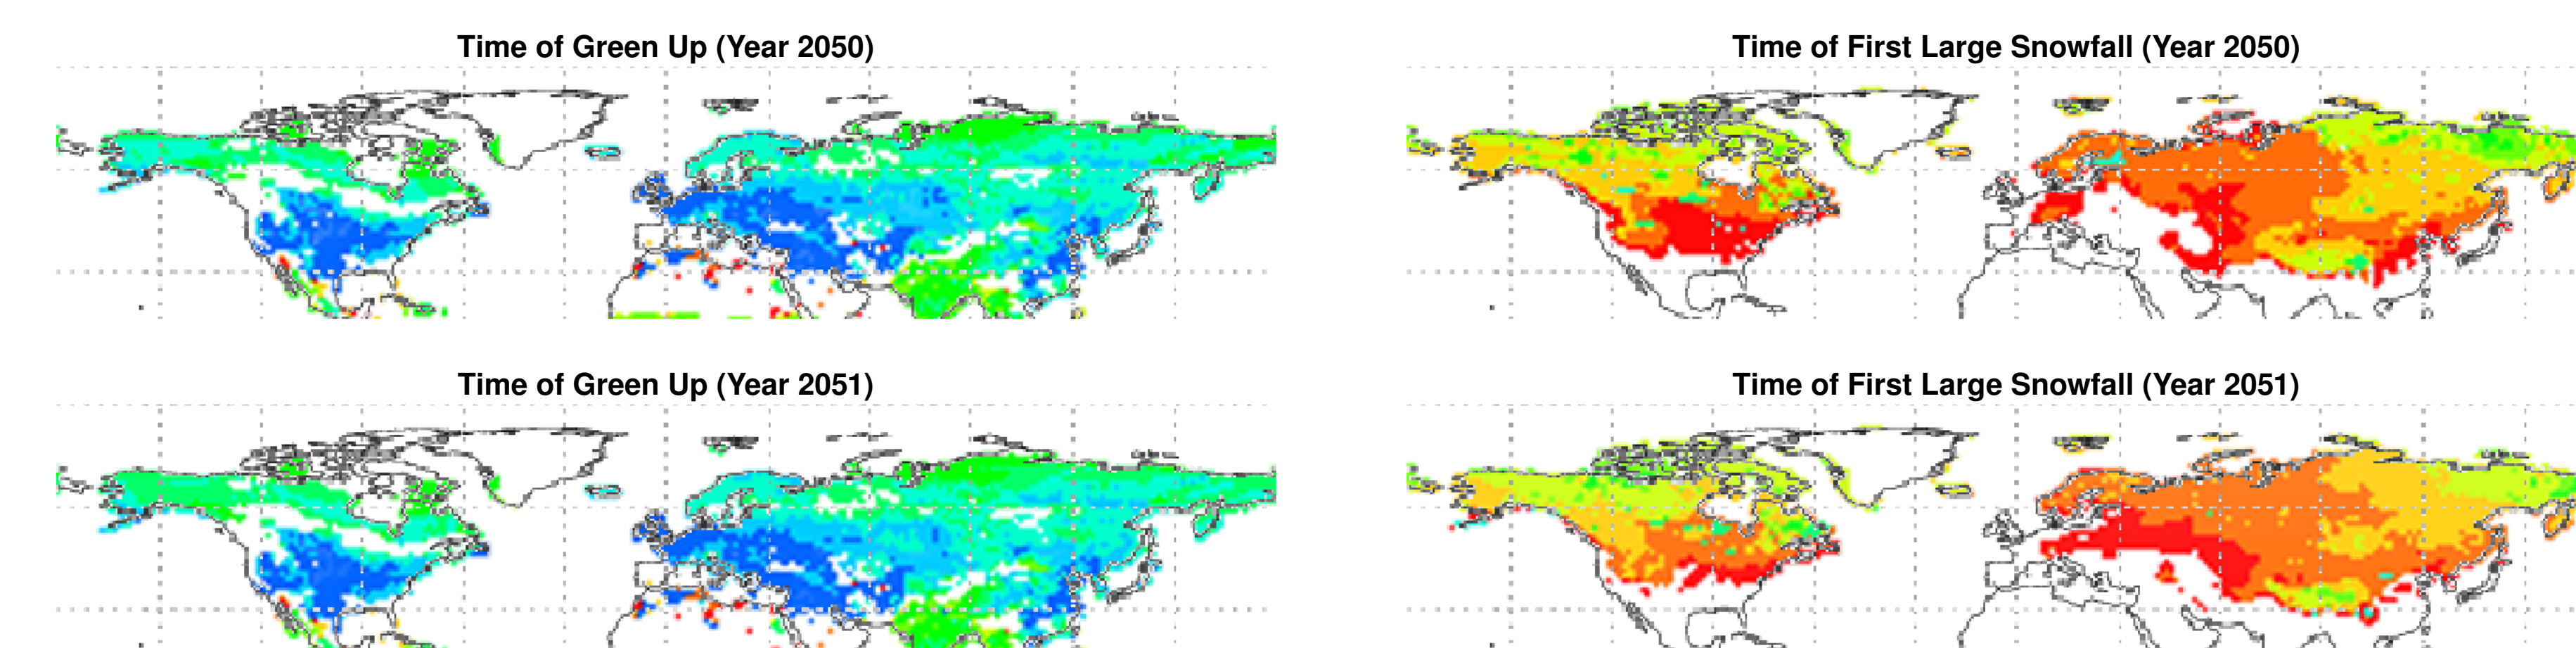 Time of Green Up (Year 2050)
Time of First Large Snowfall (Year 2050)
Time of Green Up (Year 2051)
Time of First Large Snowfall (Year 2051)